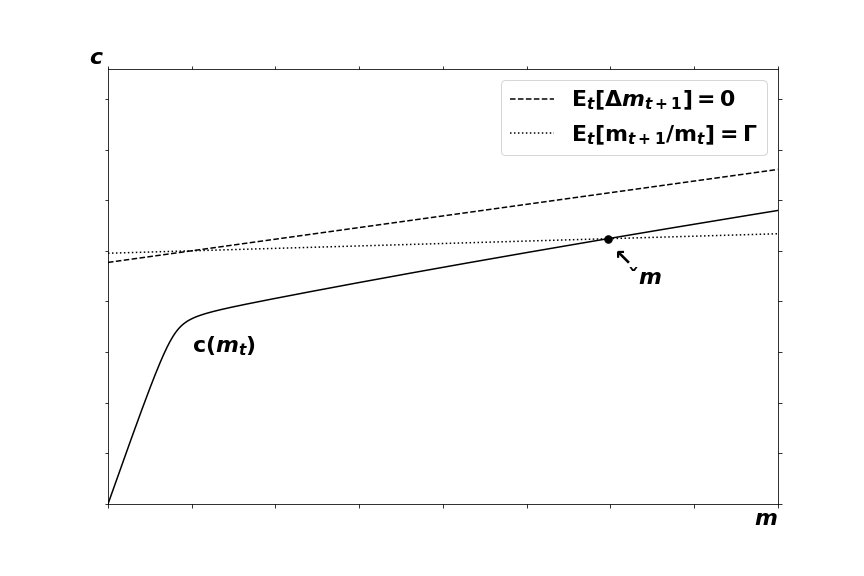 c
E_t[Δm_{t+1}] = 0
E_t[m_{t+1}/m_t] = Γ
m̌
c(m_t)
m